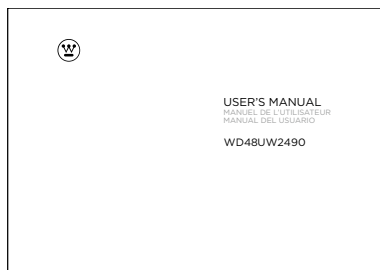 W
USER'S MANUAL
MANUEL DE L'UTILISATEUR
MANUAL DEL USUARIO
WD48UW2490